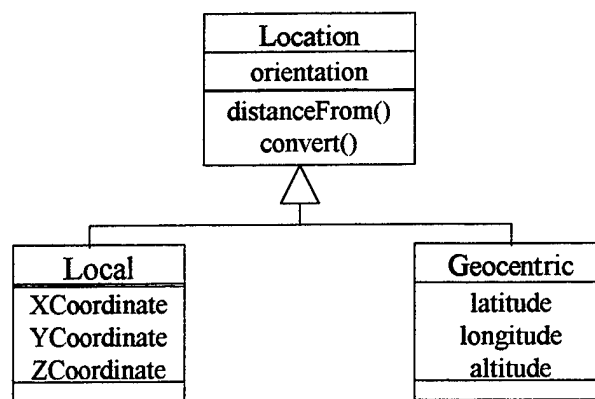 Location
orientation
distanceFrom()
convert()
Local
XCoordinate
YCoordinate
ZCoordinate
Geocentric
latitude
longitude
altitude